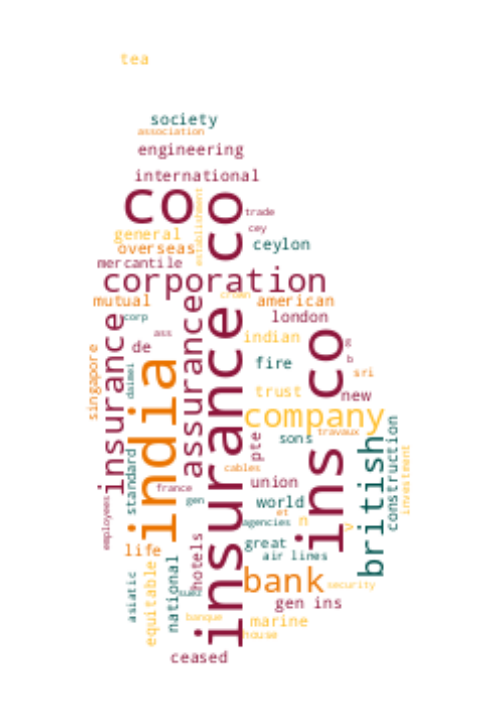 tea
society
association
engineering
international
co
co
establishment
trade
cey
general
overseas
ceylon
mercantile
corporation
crown
mutual
american
corp
london
insurance
assurance
insurance
ass
de
indian
co
g
b
fire
sri
singapore
daimei
india
trust
new
company
sons
travaux
pte
british
construction
investment
standard
cables
france
union
gen
world
employees
et
n
v
agencies
ins
great
air lines
life
hotels
national
equitable
asiatic
suez
bank
security
gen ins
banque
marine
house
ceased